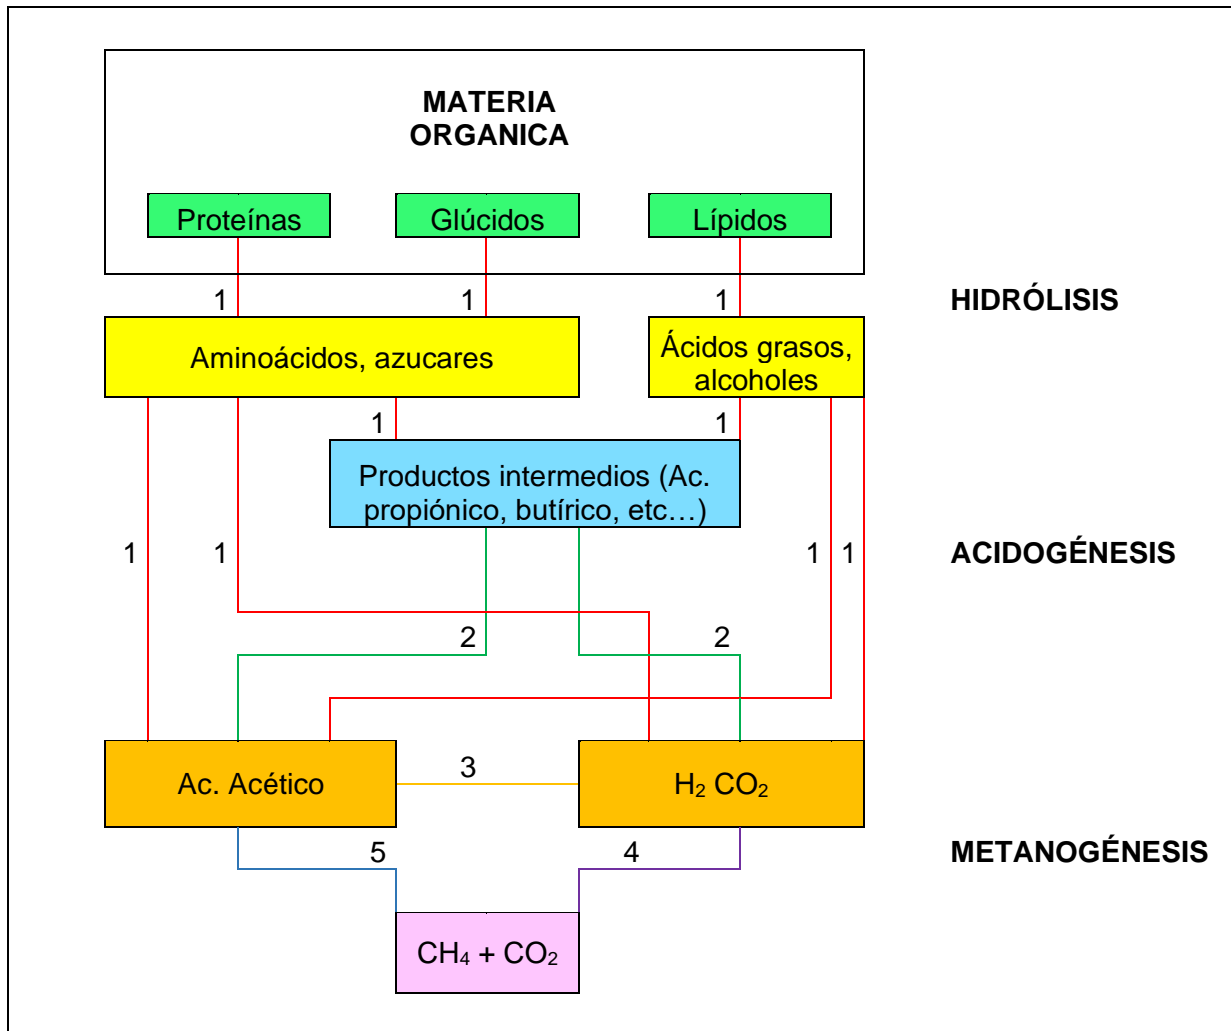 MATERIA
ORGANICA
Proteínas
Glúcidos
Lípidos
1
1
1
HIDRÓLISIS
Aminoácidos, azucares
Ácidos grasos,
alcoholes
1
1
Productos intermedios (Ac.
propiónico, butírico, etc…)
1
1
1
1
ACIDOGÉNESIS
2
2
Ac. Acético
3
H₂ CO₂
5
4
METANOGÉNESIS
CH₄ + CO₂